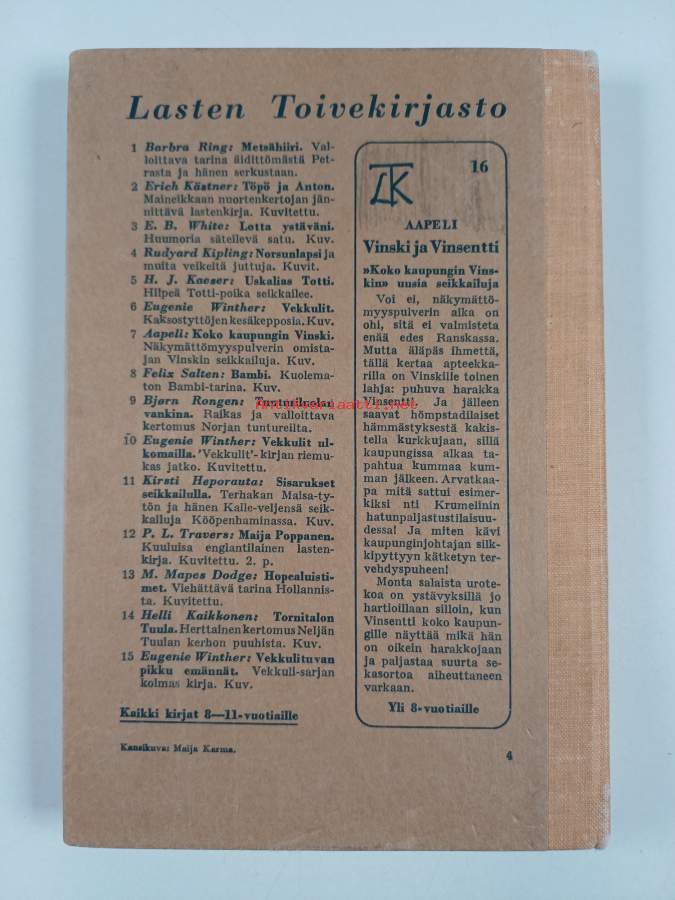 Lasten Toivekirjasto
1 Barbra Ring: Metsähiiri. Val-
loittava tarina äidittömästä Pet-
rasta ja hänen serkustaan.
2 Erich Kästner: Töpö ja Anton.
Maineikkaan nuortenkertojan jän-
nittävä lastenkirja. Kuvitettu.
3 E. B. White: Lotta ystäväni.
Huumoria säteilevä satu. Kuv.
4 Rudyard Kipling: Norsunlapsi ja
muita veikeitä juttuja. Kuvit.
5 H. J. Kaeser: Uskalias Totti.
Hilpeä Totti-poika seikkailee.
6 Eugenie Winther: Vekkulit.
Kaksostyttöjen kesäkepposia. Kuv.
7 Aapeli: Koko kaupungin Vinski.
Näkymättömyyspulverin omista-
jan Vinskin seikkailuja. Kuv.
8 Felix Salten: Bambi. Kuolema-
ton Bambi-tarina. Kuv.
9 Bjørn Rongen: Tunturikolan
vankina. Raikas ja valloittava
kertomus Norjan tuntureilta.
10 Eugenie Winther: Vekkulit ul-
komailla. 'Vekkulit'-kirjan riemu-
kas jatko. Kuvitettu.
11 Kirsti Heporauta: Sisarukset
seikkailulla. Terhakan Maisa-ty-
tön ja hänen Kalle-veljensä seik-
kailuja Kööpenhaminassa. Kuv.
12 P. L. Travers: Maija Poppanen.
Kuuluisa englantilainen lasten-
kirja. Kuvitettu. 2. p.
13 M. Mapes Dodge: Hopealuisti-
met. Viehättävä tarina Hollannis-
ta. Kuvitettu.
14 Helli Kaikkonen: Tornitalon
Tuula. Herttainen kertomus Neljän
Tuulan kerhon puuhista. Kuv.
15 Eugenie Winther: Vekkulituvan
pikku emännät. Vekkuli-sarjan
kolmas kirja. Kuv.
Kaikki kirjat 8—11-vuotiaille
Kansikuva: Maija Karma.
LTK
16
AAPELI
Vinski ja Vinsentti
»Koko kaupungin Vins-
kin» uusia seikkailuja
Voi ei, näkymättö-
myyspulverin aika on
ohi, sitä ei valmisteta
enää edes Ranskassa.
Mutta äläpäs ihmettä,
tällä kertaa apteekka-
rilla on Vinskille toinen
lahja: puhuva harakka
Vinsentti. Ja jälleen
saavat hömpstadilaiset
hämmästyksestä kakis-
tella kurkkujaan, sillä
kaupungissa alkaa ta-
pahtua kummaa kum-
man jälkeen. Arvatkaa-
pa mitä sattui esimer-
kiksi nti Krumelinin
hatunpaljastustilaisuu-
dessa! Ja miten kävi
kaupunginjohtajan silk-
kipyttyyn kätketyn ter-
vehdyspuheen!
Monta salaista urote-
koa on ystävyksillä jo
hartioillaan silloin, kun
Vinsentti koko kaupun-
gille näyttää mikä hän
on oikein harakkojaan
ja paljastaa suurta se-
kasortoa aiheuttaneen
varkaan.
Yli 8-vuotiaille
4
antikvariaatti.net